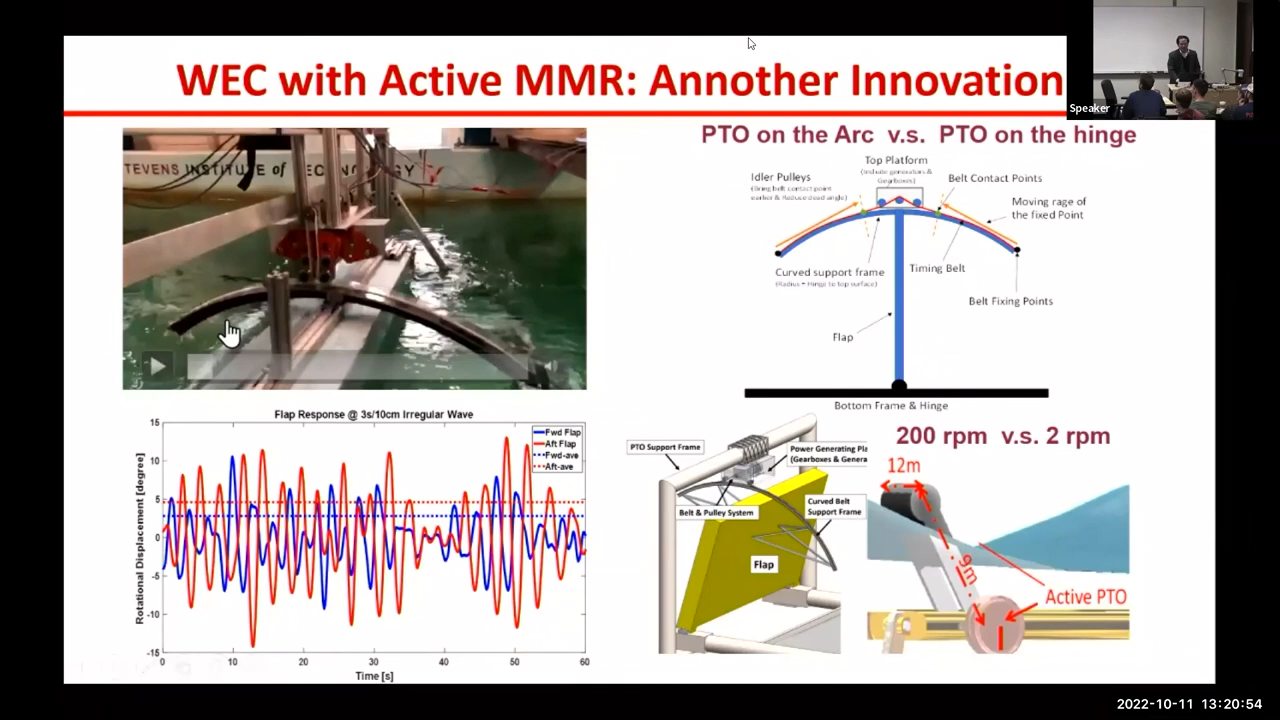 WEC with Active MMR: Annother Innovation
Speaker
STEVENS INSTITUTE of TECHNOLOGY
PTO on the Arc v.s. PTO on the hinge
Top Platform
(Include generators &
Gearboxes)
Idler Pulleys
(Bring belt contact point
earlier & Reduce dead angle)
Belt Contact Points
Moving rage of
the fixed Point
Curved support frame
(Radius = Hinge to top surface)
Timing Belt
Belt Fixing Points
Flap
Bottom Frame & Hinge
Flap Response @ 3s/10cm Irregular Wave
Rotational Displacement [degree]
15
10
5
0
-5
-10
-15
0 10 20 30 40 50 60
Time [s]
Fwd Flap
Aft Flap
Fwd-ave
Aft-ave
PTO Support Frame
Power Generating Pla
(Gearboxes & Genera
Belt & Pulley System
Curved Belt
Support Frame
Flap
200 rpm v.s. 2 rpm
12m
9m
Active PTO
2022-10-11 13:20:54